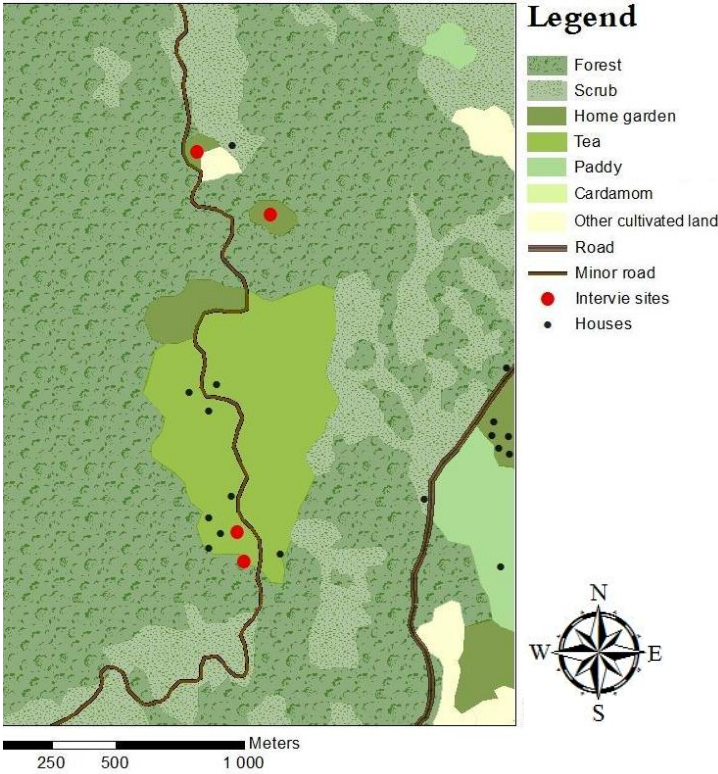 Legend
Forest
Scrub
Home garden
Tea
Paddy
Cardamom
Other cultivated land
Road
Minor road
Intervie sites
Houses
N
W E
S
Meters
250 500 1 000